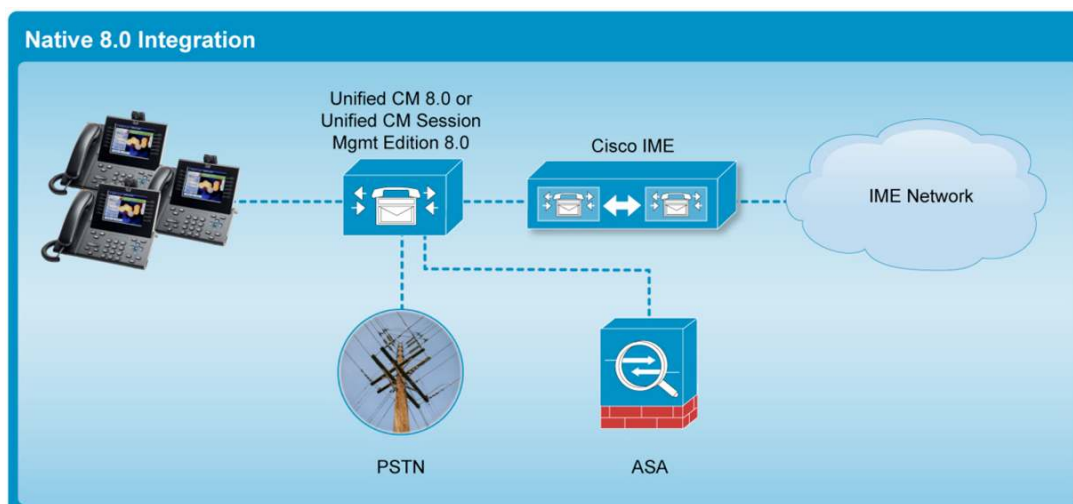 Native 8.0 Integration
Unified CM 8.0 or
Unified CM Session
Mgmt Edition 8.0
Cisco IME
IME Network
PSTN
ASA